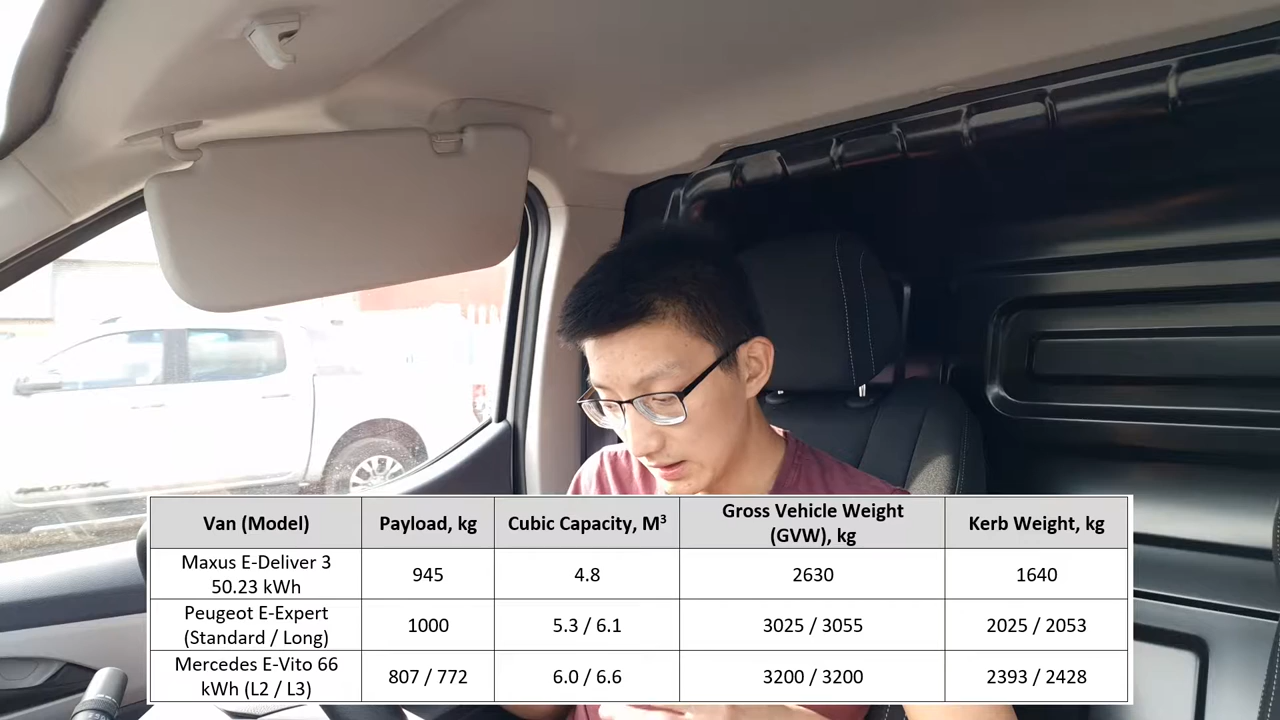 Van (Model) Payload, kg Cubic Capacity, M³ Gross Vehicle Weight (GVW), kg Kerb Weight, kg
Maxus E-Deliver 3 50.23 kWh 945 4.8 2630 1640
Peugeot E-Expert (Standard / Long) 1000 5.3 / 6.1 3025 / 3055 2025 / 2053
Mercedes E-Vito 66 kWh (L2 / L3) 807 / 772 6.0 / 6.6 3200 / 3200 2393 / 2428